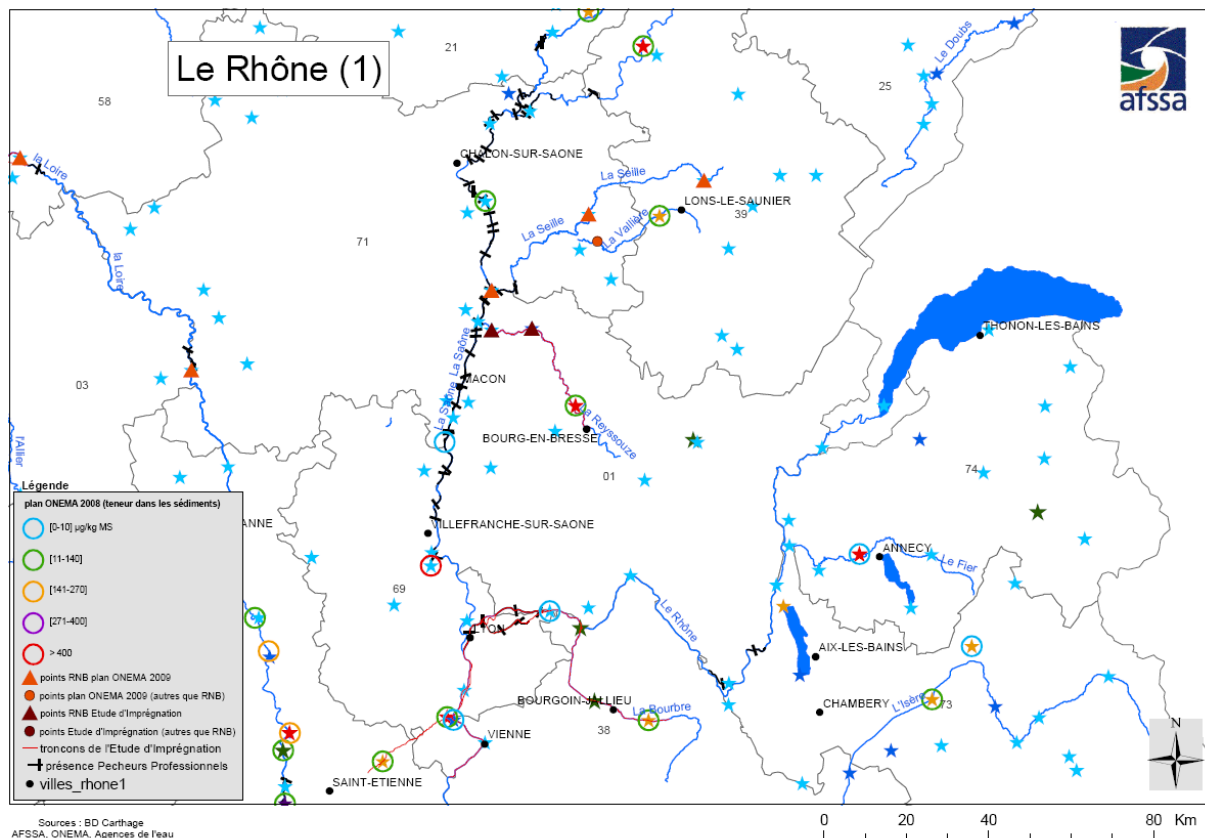 Le Rhône (1)
21
58
25
Le Doubs
afssa
la Loire
CHALON-SUR-SAONE
La Seille
LONS-LE-SAUNIER
39
La Seille
La Vallière
71
la Loire
THONON-LES-BAINS
La Saône
La Saône
03
MACON
La Reyssouze
BOURG-EN-BRESSE
l'Allier
01
74
Légende
plan ONEMA 2008 (teneur dans les sédiments)
[0-10] µg/kg MS
[11-140]
[141-270]
[271-400]
> 400
points RNB plan ONEMA 2009
points plan ONEMA 2009 (autres que RNB)
points RNB Etude d'Imprégnation
points Etude d'Imprégnation (autres que RNB)
troncons de l'Etude d'Imprégnation
présence Pecheurs Professionnels
villes_rhone1
ANNE
VILLEFRANCHE-SUR-SAONE
ANNECY
Le Fier
69
Le Rhône
LYON
AIX-LES-BAINS
BOURGOIN-JALLIEU
La Bourbre
CHAMBERY
L'Isère
73
38
VIENNE
SAINT-ETIENNE
N
Sources : BD Carthage
AFSSA, ONEMA, Agences de l'eau
0 20 40 80 Km